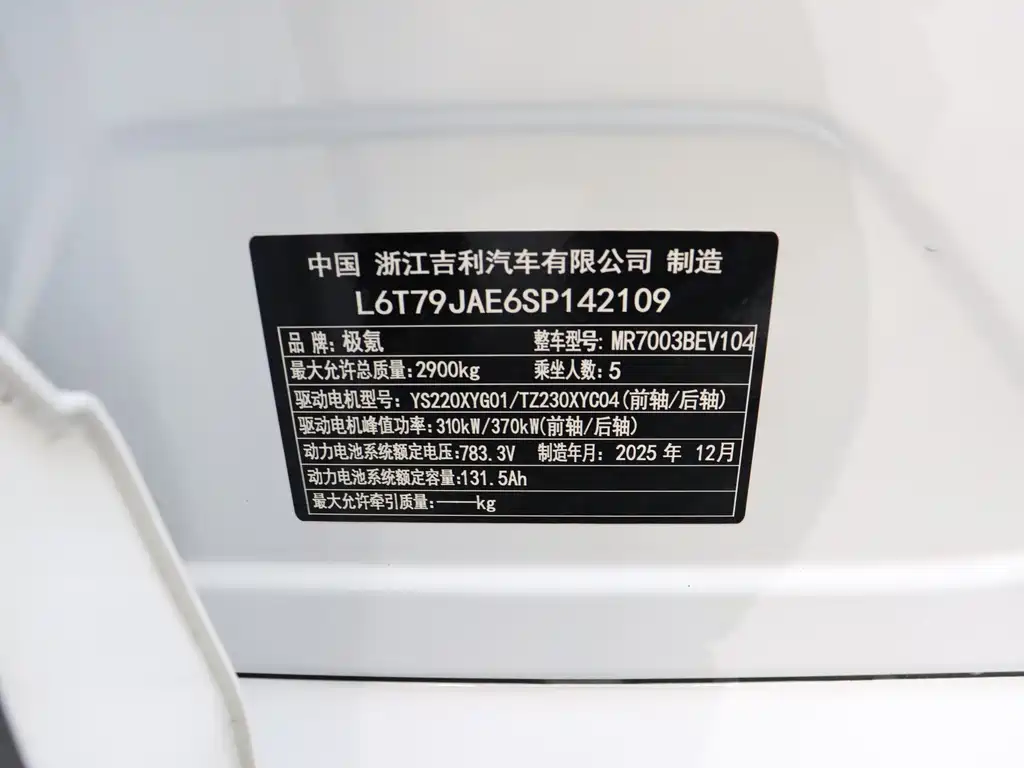 中国 浙江吉利汽车有限公司 制造
L6T79JAE6SP142109
品牌:极氪 整车型号: MR7003BEV104
最大允许总质量:2900kg 乘坐人数: 5
驱动电机型号: YS220XYG01/TZ230XYC04(前轴/后轴)
驱动电机峰值功率:310kW/370kW(前轴/后轴)
动力电池系统额定电压:783.3V 制造年月: 2025 年 12月
动力电池系统额定容量:131.5Ah
最大允许牵引质量:——kg